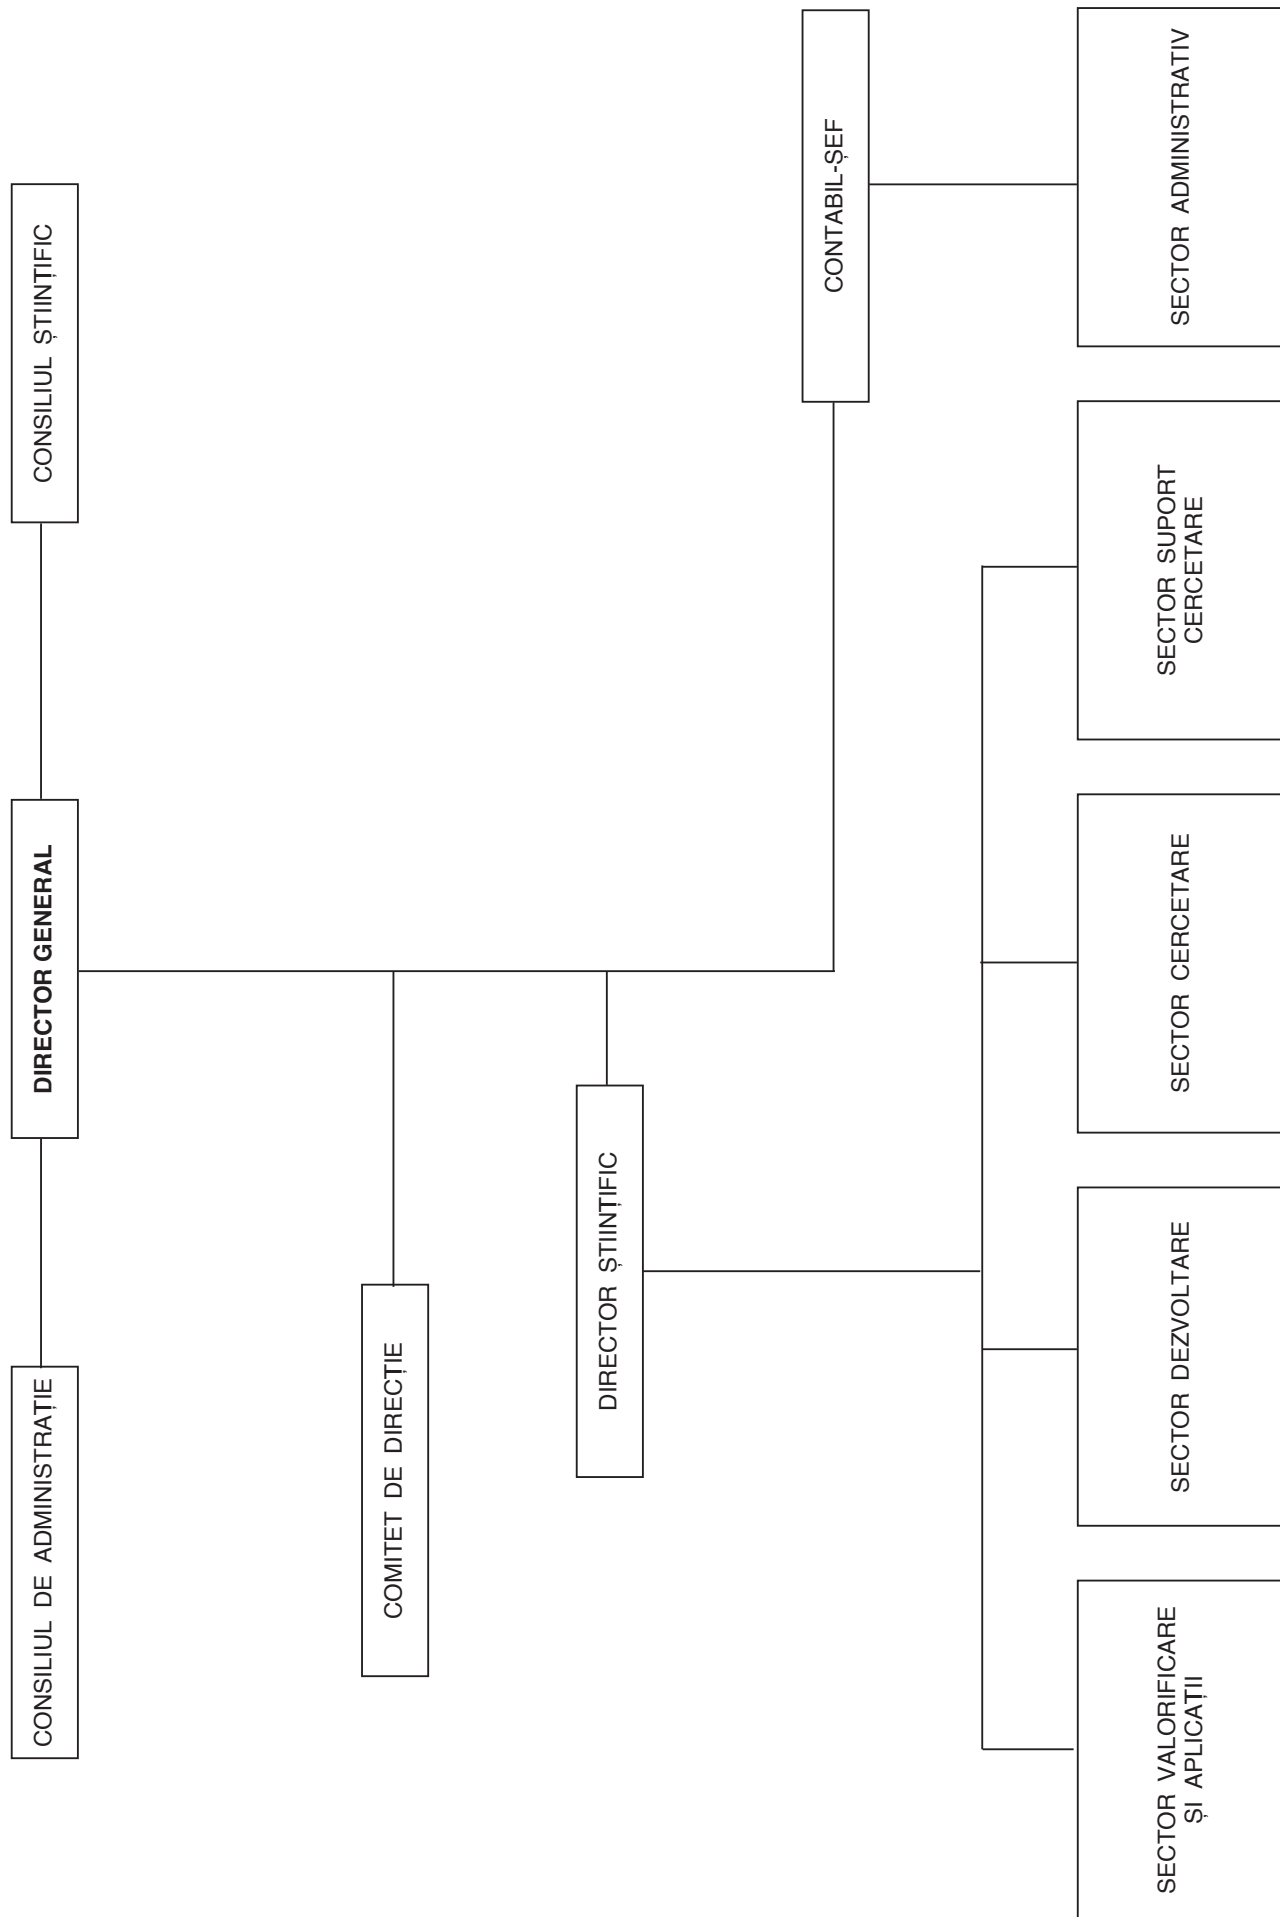 CONSILIUL DE ADMINISTRAȚIE
DIRECTOR GENERAL
CONSILIUL ȘTIINȚIFIC
COMITET DE DIRECȚIE
DIRECTOR ȘTIINȚIFIC
CONTABIL-ȘEF
SECTOR VALORIFICARE
ȘI APLICAȚII
SECTOR DEZVOLTARE
SECTOR CERCETARE
SECTOR SUPORT
CERCETARE
SECTOR ADMINISTRATIV